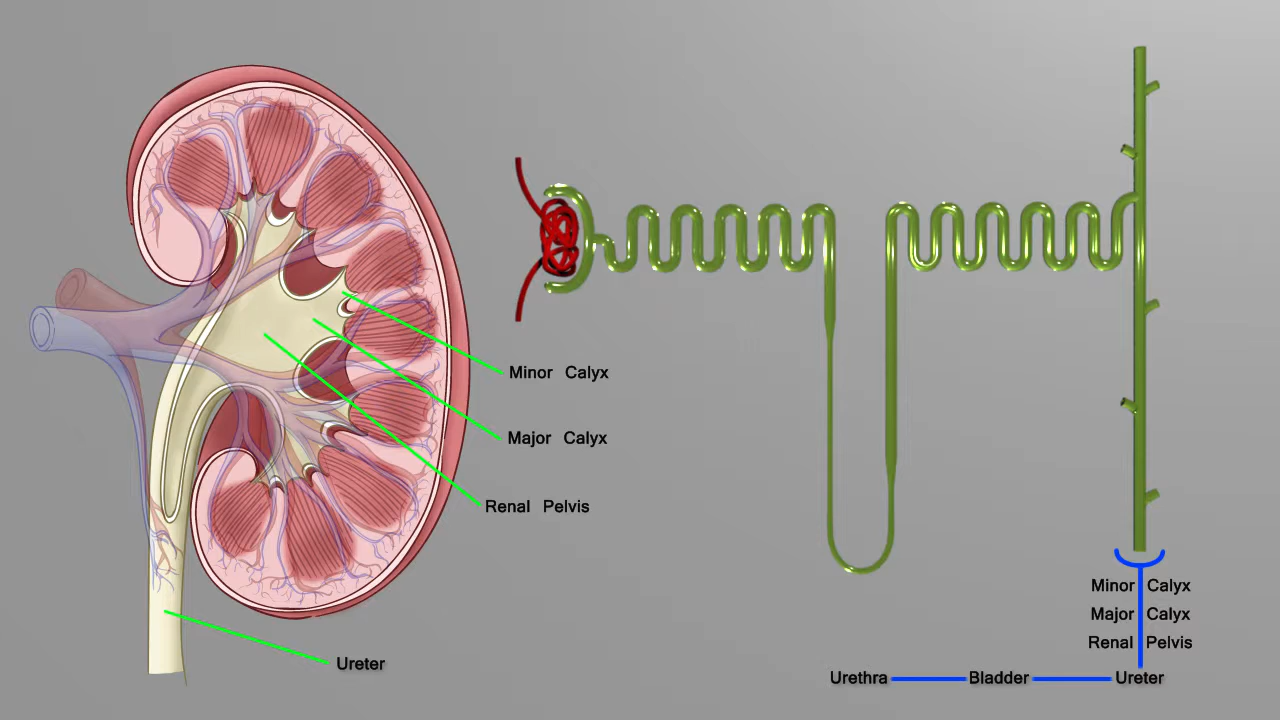 Minor Calyx
Major Calyx
Renal Pelvis
Ureter
Minor Calyx
Major Calyx
Renal Pelvis
Urethra Bladder Ureter